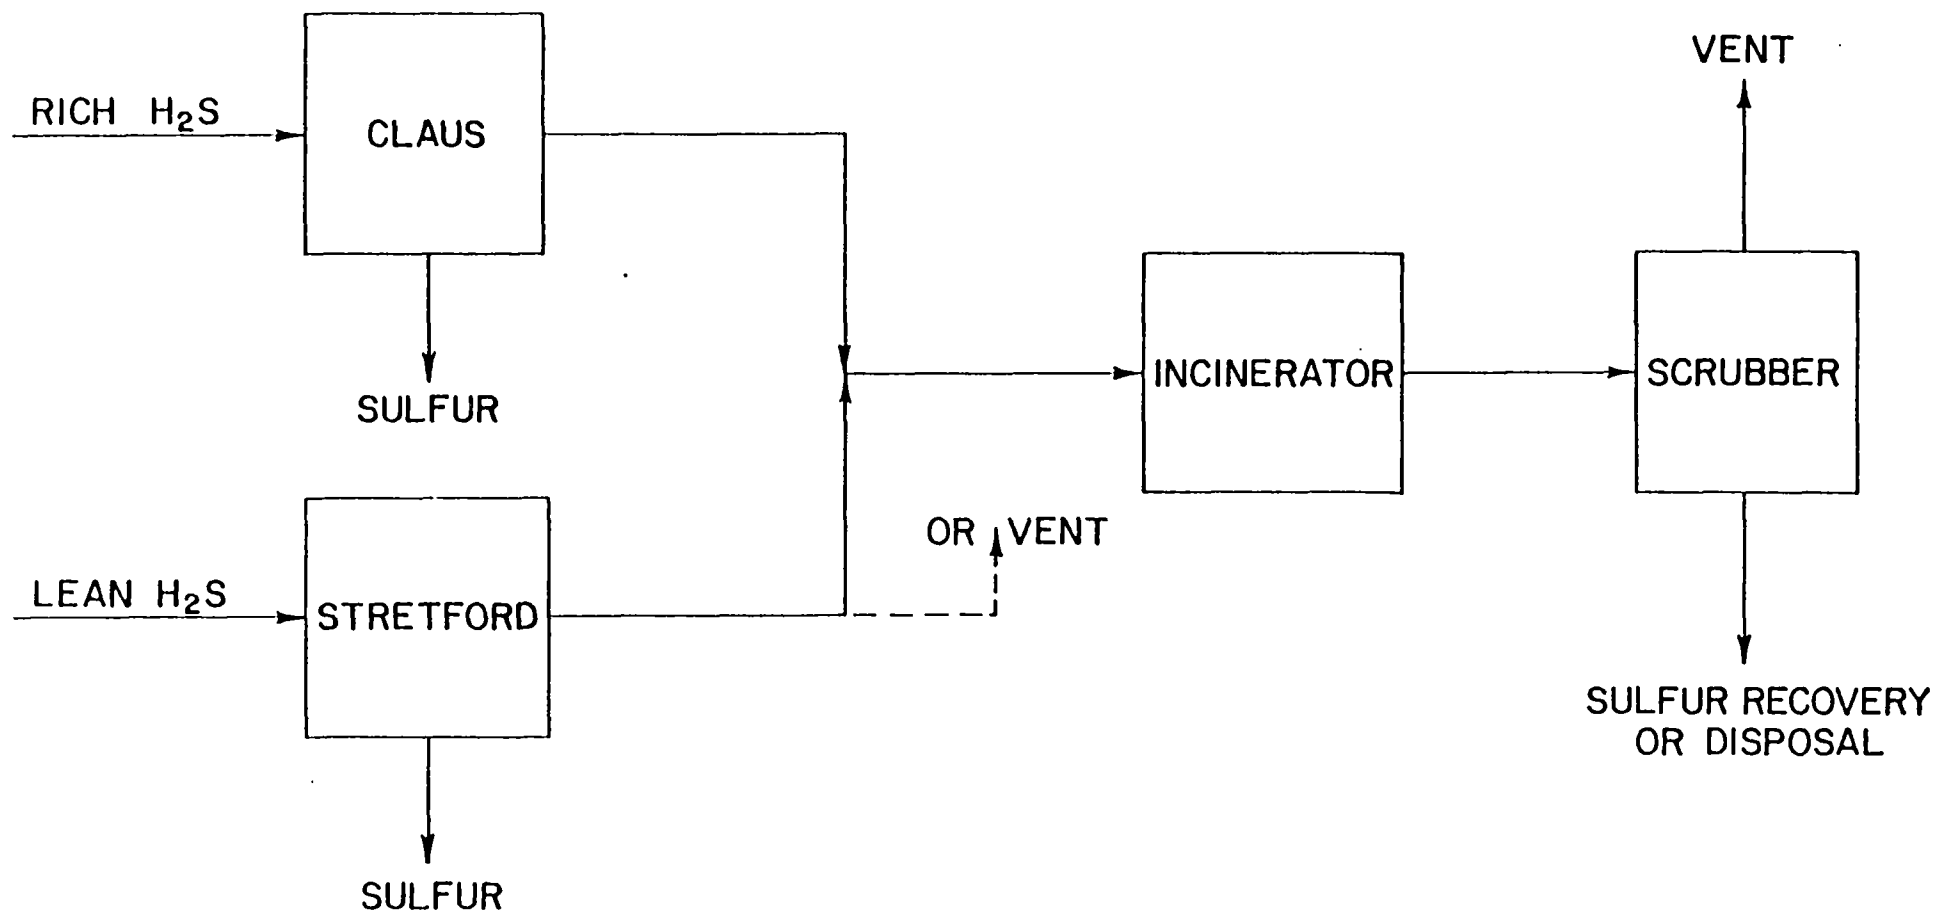 VENT
RICH H₂S
CLAUS
SULFUR
INCINERATOR
SCRUBBER
OR VENT
LEAN H₂S
STRETFORD
SULFUR RECOVERY
OR DISPOSAL
SULFUR